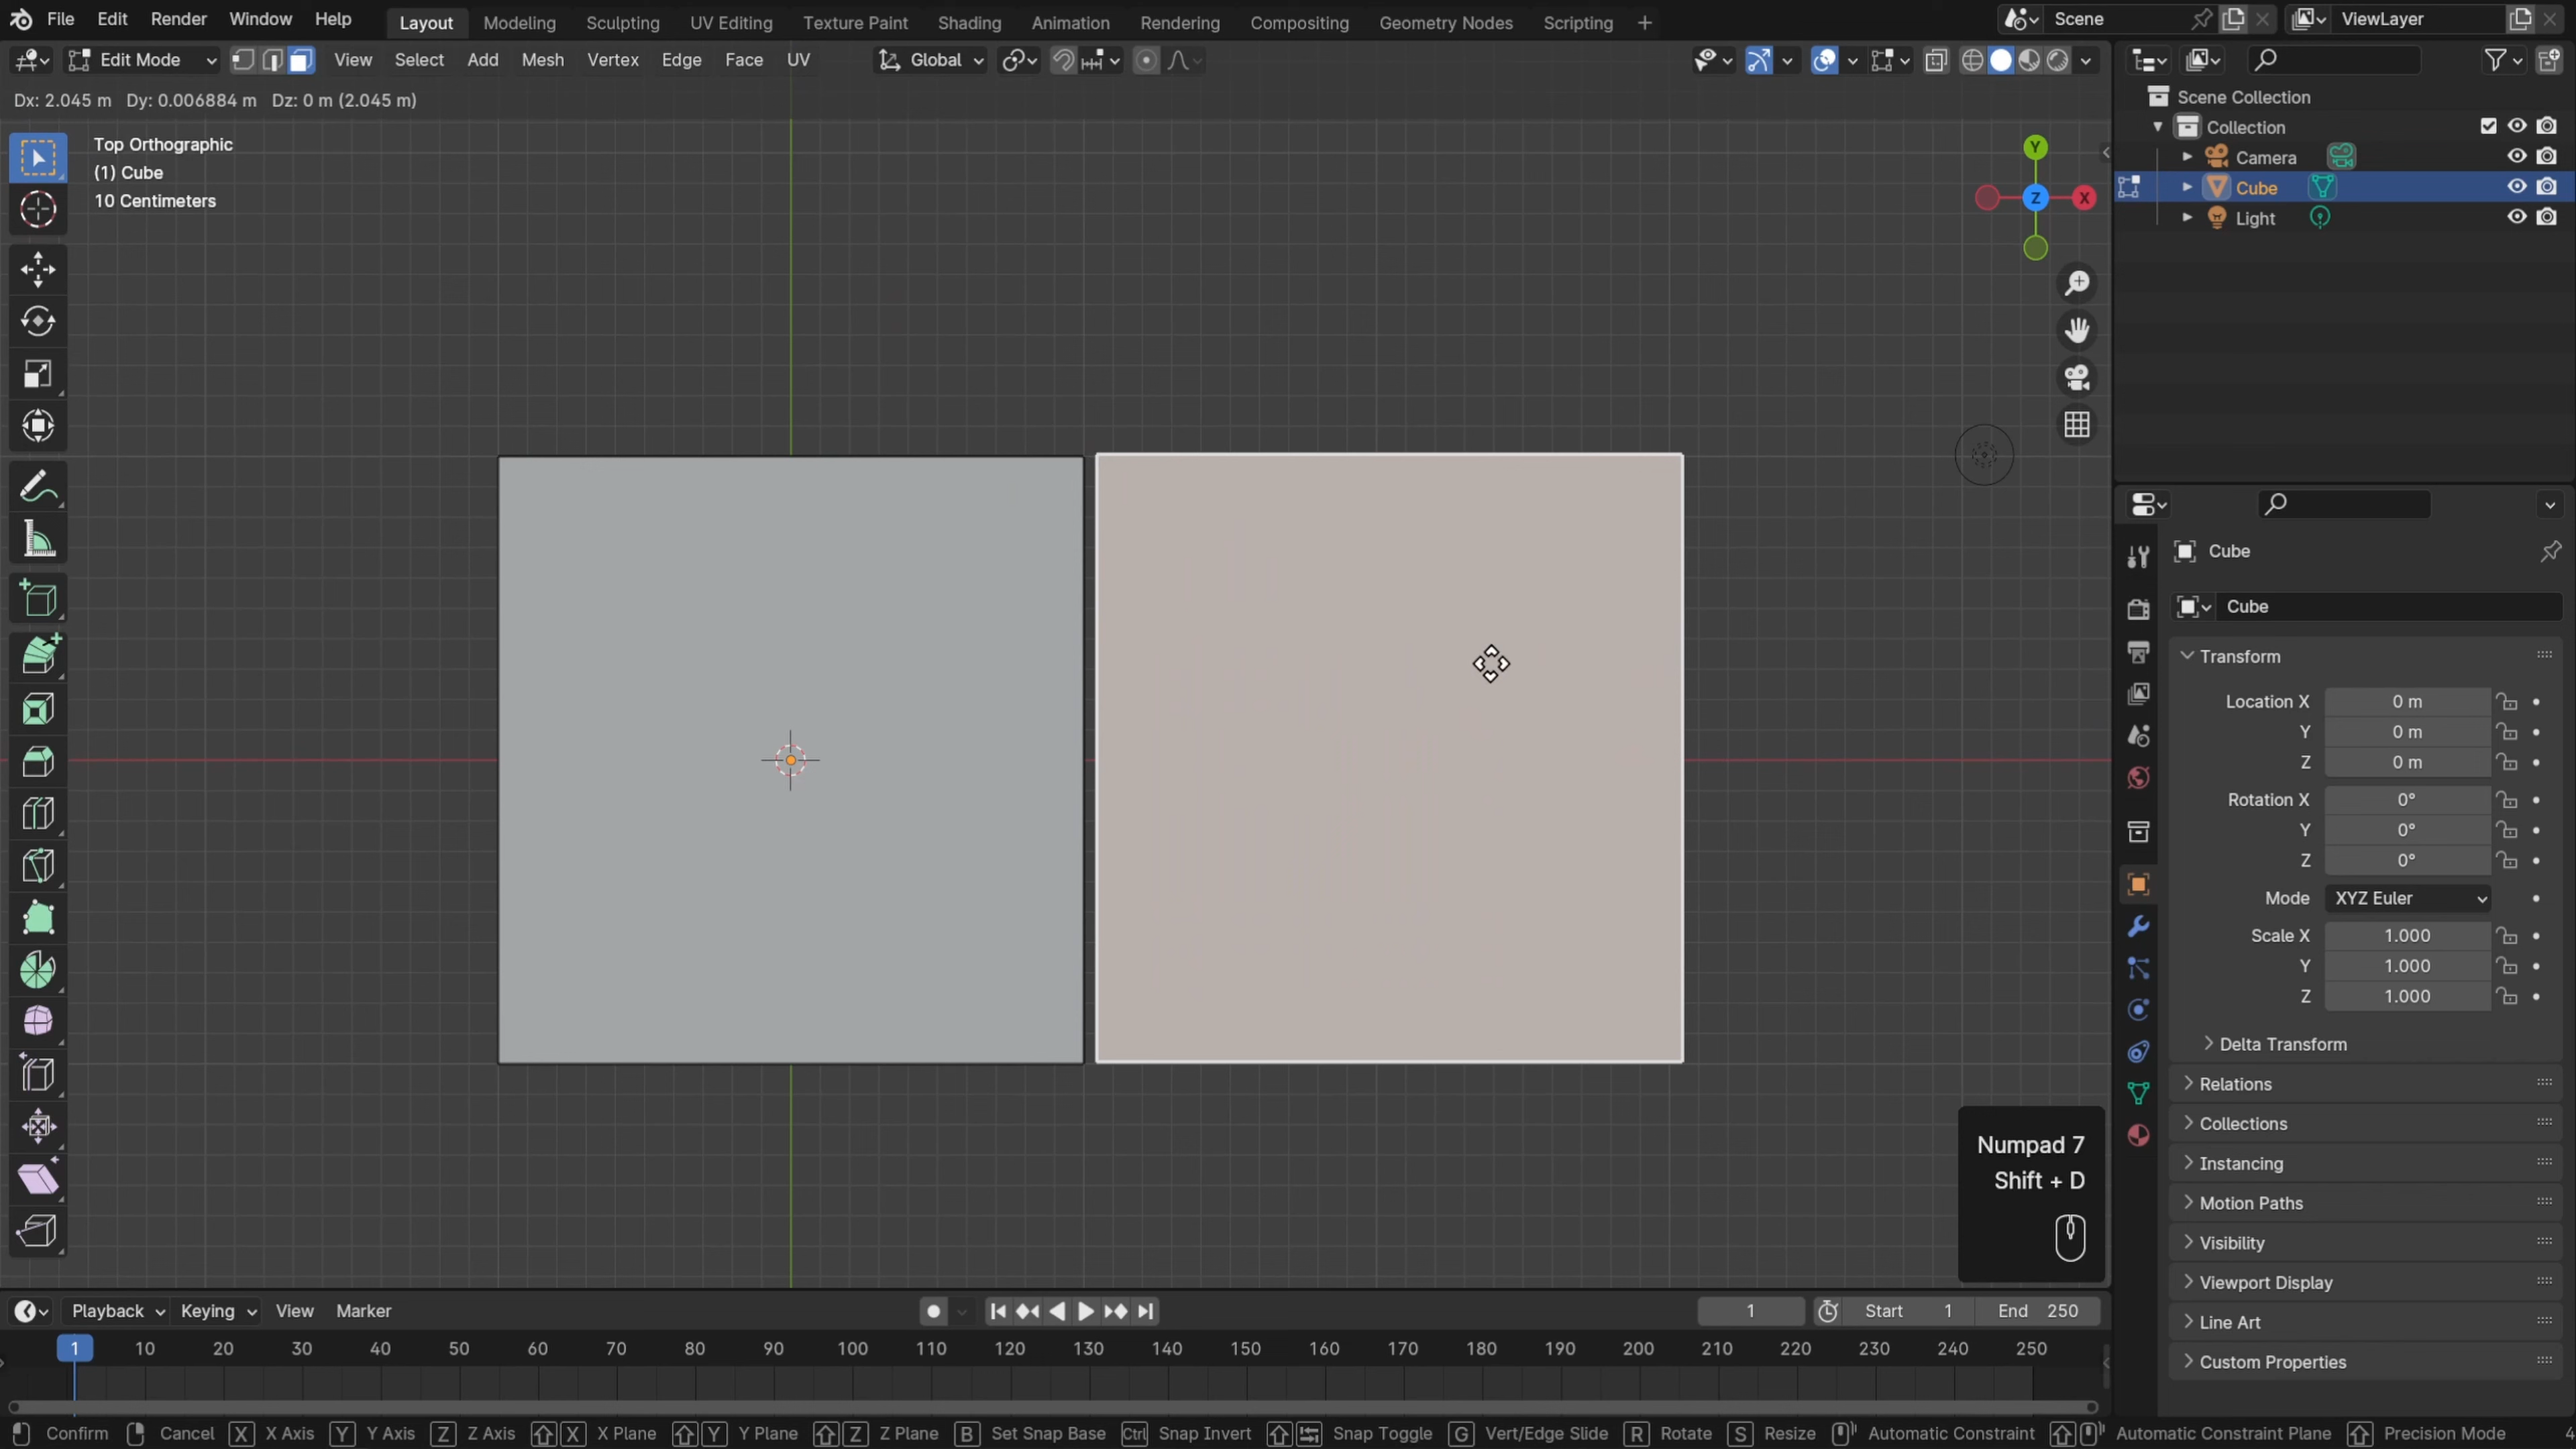 File Edit Render Window Help Layout Modeling Sculpting UV Editing Texture Paint Shading Animation Rendering Compositing Geometry Nodes Scripting + Scene ViewLayer
Edit Mode View Select Add Mesh Vertex Edge Face UV Global
Dx: 2.045 m Dy: 0.006884 m Dz: 0 m (2.045 m)
Top Orthographic
(1) Cube
10 Centimeters
Y
Z
X
Scene Collection
Collection
Camera
Cube
Light
Cube
Cube
Transform
Location X 0 m
Y 0 m
Z 0 m
Rotation X 0°
Y 0°
Z 0°
Mode XYZ Euler
Scale X 1.000
Y 1.000
Z 1.000
Delta Transform
Relations
Collections
Instancing
Motion Paths
Visibility
Viewport Display
Line Art
Custom Properties
Numpad 7
Shift + D
Playback Keying View Marker 1 Start 1 End 250
1 10 20 30 40 50 60 70 80 90 100 110 120 130 140 150 160 170 180 190 200 210 220 230 240 250
Confirm Cancel X X Axis Y Y Axis Z Z Axis X X Plane Y Y Plane Z Z Plane B Set Snap Base Ctrl Snap Invert Snap Toggle G Vert/Edge Slide R Rotate S Resize Automatic Constraint Automatic Constraint Plane Precision Mode